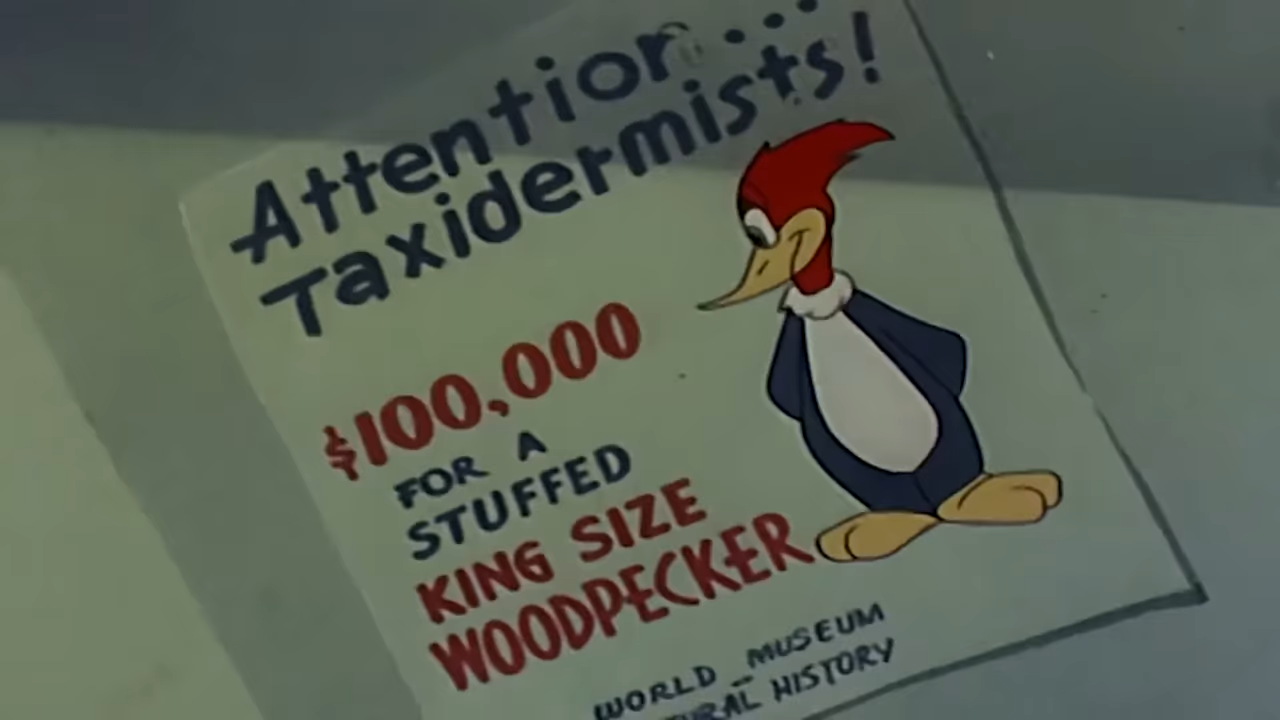 Attention...
Taxidermists!
$100,000
FOR A
STUFFED
KING SIZE
WOODPECKER
WORLD MUSEUM
HISTORY